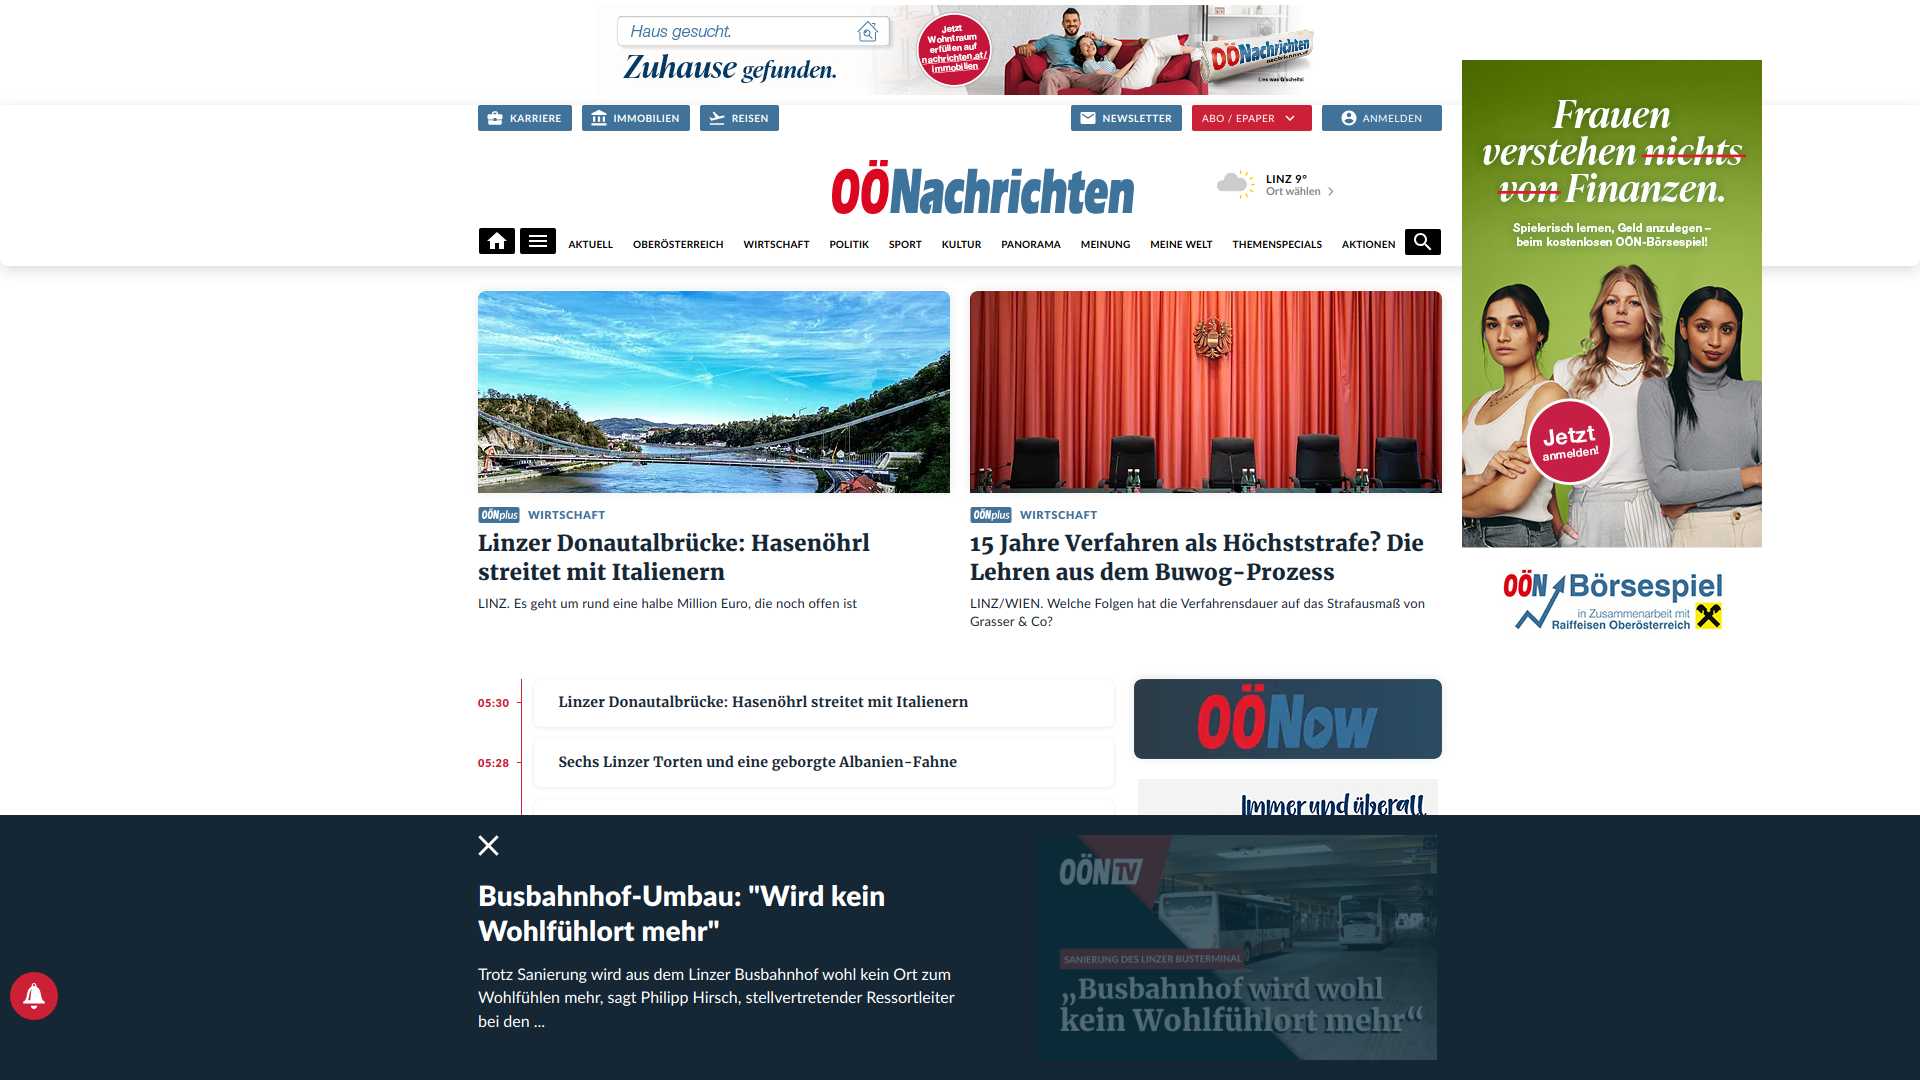 Haus gesucht.
Zuhause gefunden.
Jetzt
Wohntraum
erfüllen auf
nachrichten.at/
immobilien
OÖNachrichten
Lies was G'scheits!
KARRIERE
IMMOBILIEN
REISEN
NEWSLETTER
ABO / EPAPER
ANMELDEN
OÖNachrichten
LINZ 9°
Ort wählen
AKTUELL
OBERÖSTERREICH
WIRTSCHAFT
POLITIK
SPORT
KULTUR
PANORAMA
MEINUNG
MEINE WELT
THEMENSPECIALS
AKTIONEN
Frauen
verstehen nichts
von Finanzen.
Spielerisch lernen, Geld anzulegen –
beim kostenlosen OÖN-Börsespiel!
Jetzt
anmelden!
OÖN Börsespiel
in Zusammenarbeit mit
Raiffeisen Oberösterreich
OÖNplus WIRTSCHAFT
Linzer Donautalbrücke: Hasenöhrl
streitet mit Italienern
LINZ. Es geht um rund eine halbe Million Euro, die noch offen ist
OÖNplus WIRTSCHAFT
15 Jahre Verfahren als Höchststrafe? Die
Lehren aus dem Buwog-Prozess
LINZ/WIEN. Welche Folgen hat die Verfahrensdauer auf das Strafausmaß von
Grasser & Co?
05:30 Linzer Donautalbrücke: Hasenöhrl streitet mit Italienern
05:28 Sechs Linzer Torten und eine geborgte Albanien-Fahne
OÖNow
Immer und überall
Busbahnhof-Umbau: "Wird kein
Wohlfühlort mehr"
Trotz Sanierung wird aus dem Linzer Busbahnhof wohl kein Ort zum
Wohlfühlen mehr, sagt Philipp Hirsch, stellvertretender Ressortleiter
bei den ...
OÖN TV
SANIERUNG DES LINZER BUSTERMINAL
„Busbahnhof wird wohl
kein Wohlfühlort mehr“